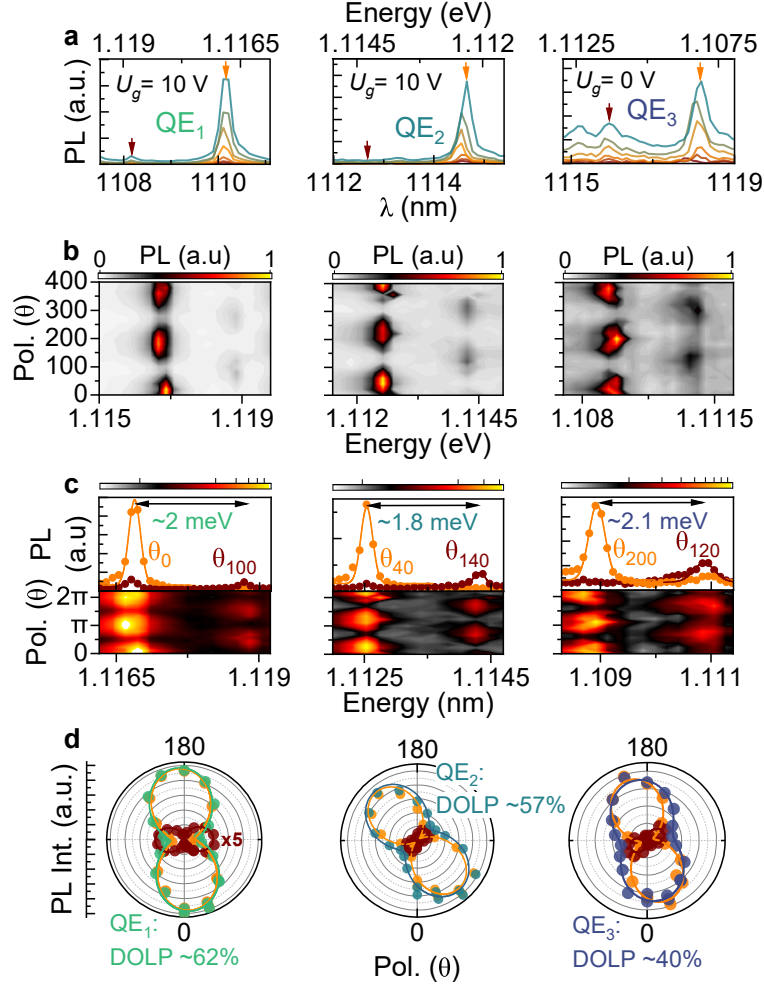 Energy (eV)
a
1.119 1.1165 1.1145 1.112 1.1125 1.1075
PL (a.u.)
U_g = 10 V
QE₁
U_g = 10 V
QE₂
U_g = 0 V
QE₃
1108 1110 1112 1114 1115 1119
λ (nm)
b
PL (a.u) PL (a.u) PL (a.u)
0 1 0 1 0 1
Pol. (θ)
400
300
200
100
0
1.115 1.119 1.112 1.1145 1.108 1.1115
Energy (eV) Energy (eV)
c
PL
(a.u)
~2 meV
θ₀
θ₁₀₀
~1.8 meV
θ₄₀
θ₁₄₀
~2.1 meV
θ₂₀₀
θ₁₂₀
Pol. (θ)
2π
π
0
1.1165 1.119 1.1125 1.1145 1.109 1.111
Energy (nm)
d
PL Int. (a.u.)
180 180 180
x5
QE₂:
DOLP ~57%
0 0 0
QE₁:
DOLP ~62%
QE₃:
DOLP ~40%
Pol. (θ)